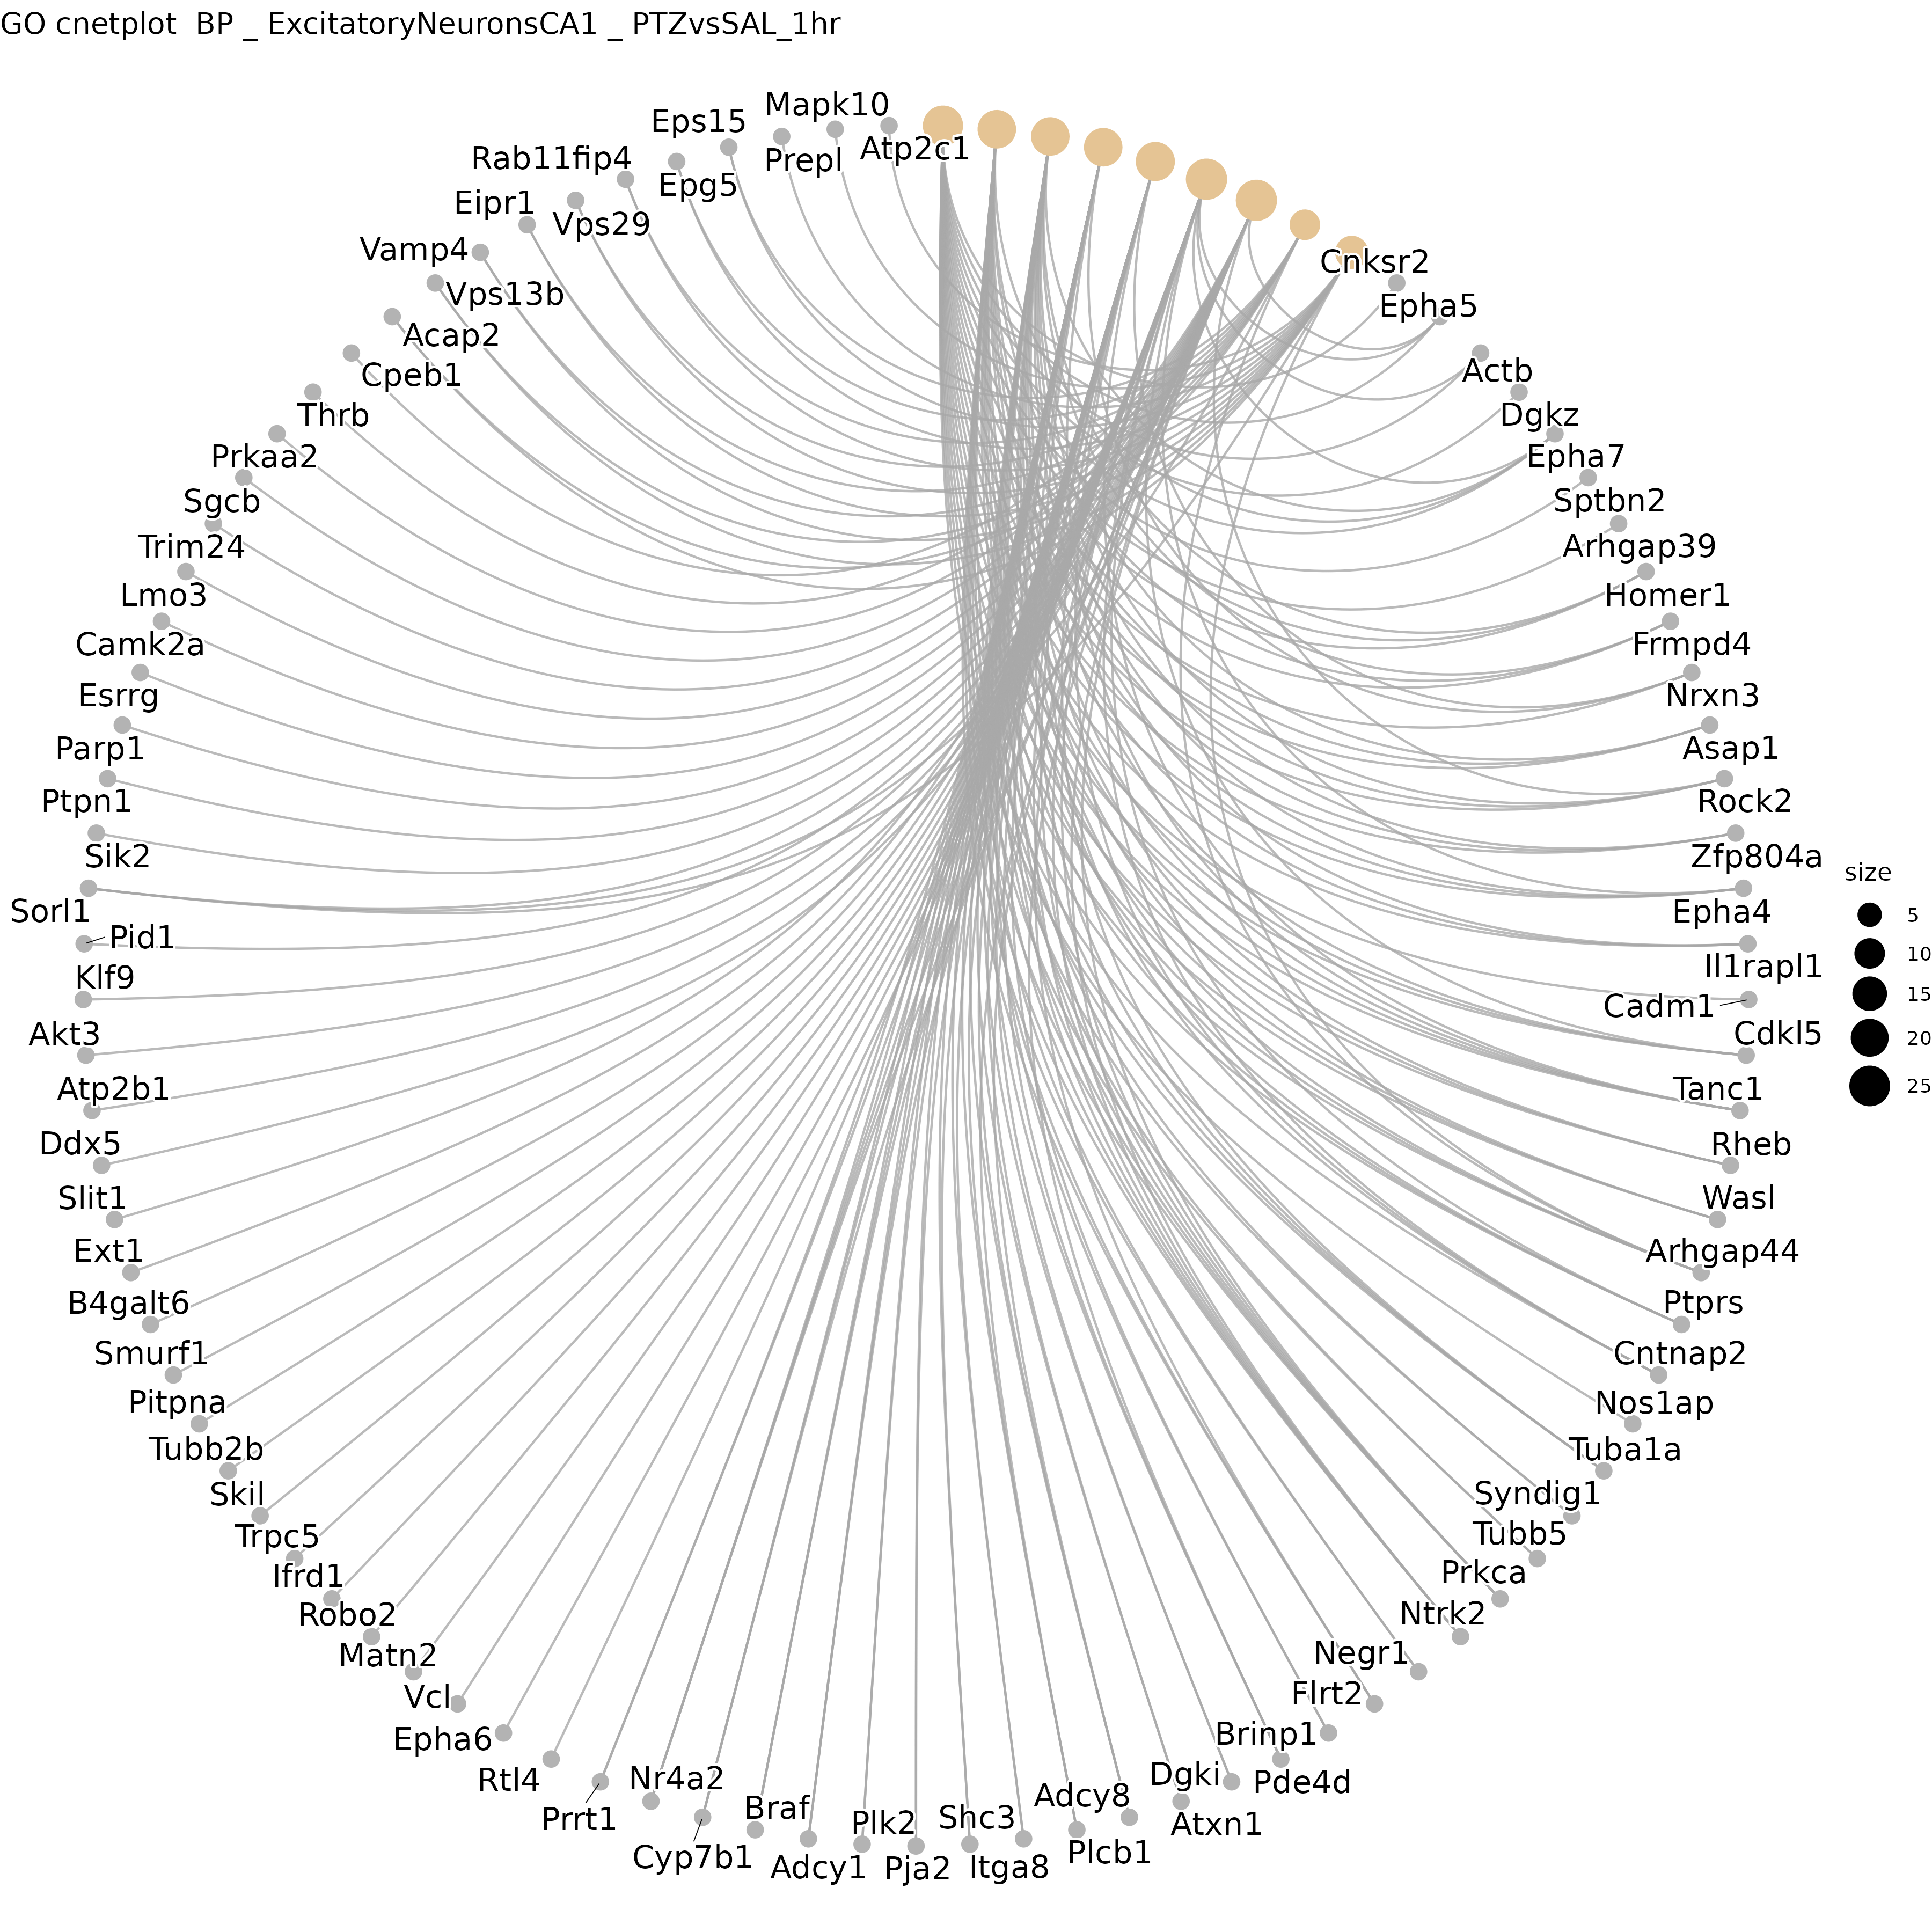 GO cnetplot  BP _ ExcitatoryNeuronsCA1 _ PTZvsSAL_1hr
Mapk10
Eps15
Prepl
Atp2c1
Rab11fip4
Epg5
Eipr1
Vps29
Vamp4
Vps13b
Acap2
Cpeb1
Thrb
Prkaa2
Sgcb
Trim24
Lmo3
Camk2a
Esrrg
Parp1
Ptpn1
Sik2
Sorl1
Pid1
Klf9
Akt3
Atp2b1
Ddx5
Slit1
Ext1
B4galt6
Smurf1
Pitpna
Tubb2b
Skil
Trpc5
Ifrd1
Robo2
Matn2
Vcl
Epha6
Rtl4
Prrt1
Nr4a2
Cyp7b1
Braf
Adcy1
Plk2
Pja2
Shc3
Itga8
Adcy8
Plcb1
Dgki
Atxn1
Pde4d
Brinp1
Flrt2
Negr1
Ntrk2
Prkca
Tubb5
Syndig1
Tuba1a
Nos1ap
Cntnap2
Ptprs
Arhgap44
Wasl
Rheb
Tanc1
Cdkl5
Cadm1
Il1rapl1
Epha4
Zfp804a
Rock2
Asap1
Nrxn3
Frmpd4
Homer1
Arhgap39
Sptbn2
Epha7
Dgkz
Actb
Epha5
Cnksr2
size
5
10
15
20
25